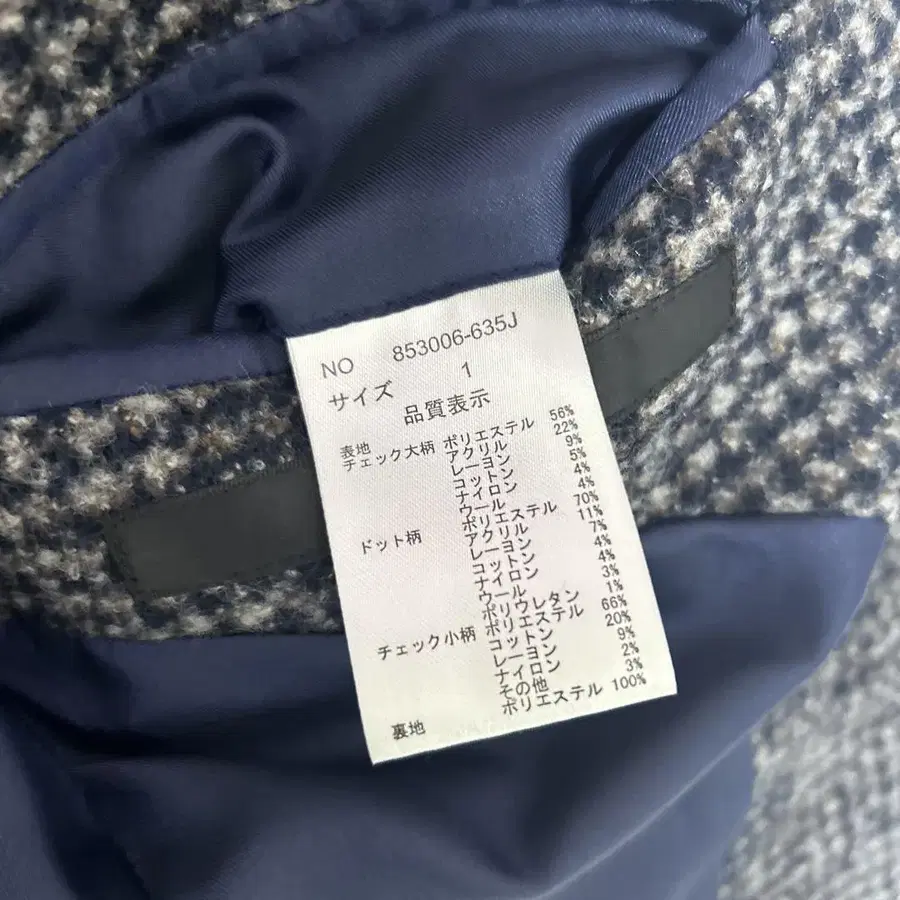 NO 853006-635J
サイズ 1
品質表示
表地
チェック大柄 ポリエステル 56%
アクリル 22%
レーヨン 9%
コットン 5%
ナイロン 4%
ウール 4%
ドット柄 ポリエステル 70%
アクリル 11%
レーヨン 7%
コットン 4%
ナイロン 4%
ウール 3%
ポリウレタン 1%
チェック小柄 ポリエステル 66%
コットン 20%
レーヨン 9%
ナイロン 2%
その他 3%
裏地 ポリエステル 100%